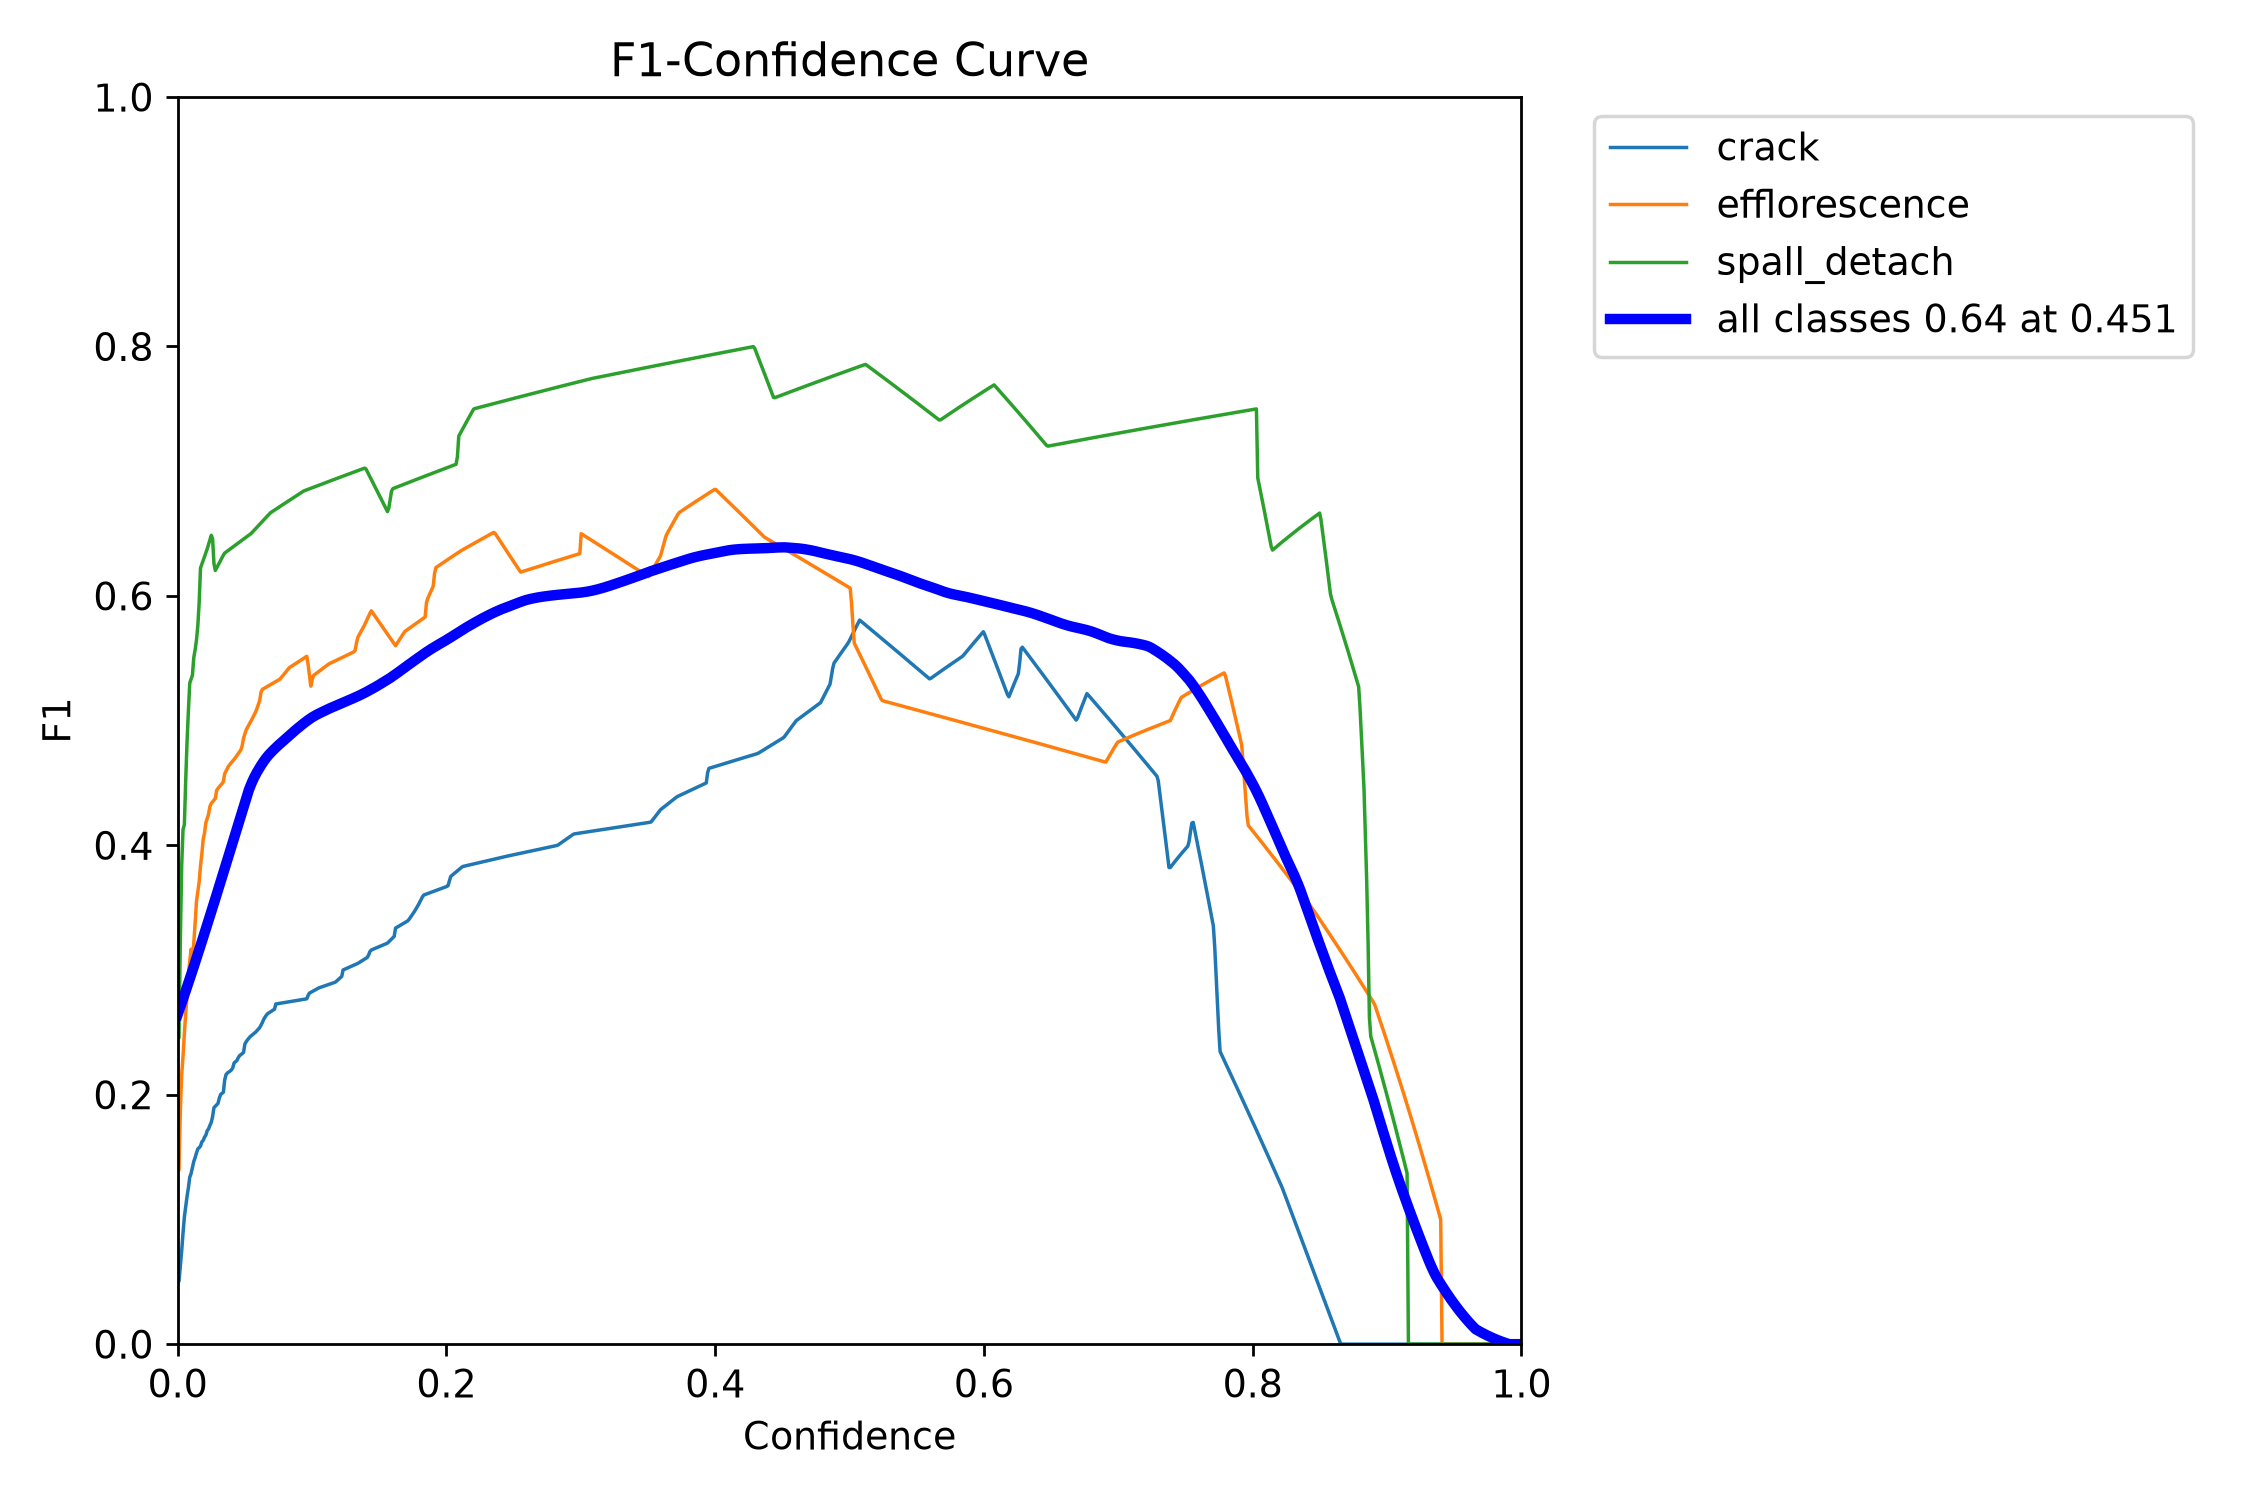 F1-Confidence Curve
1.0
0.8
0.6
0.4
0.2
0.0
F1
0.0 0.2 0.4 0.6 0.8 1.0
Confidence
crack
efflorescence
spall_detach
all classes 0.64 at 0.451